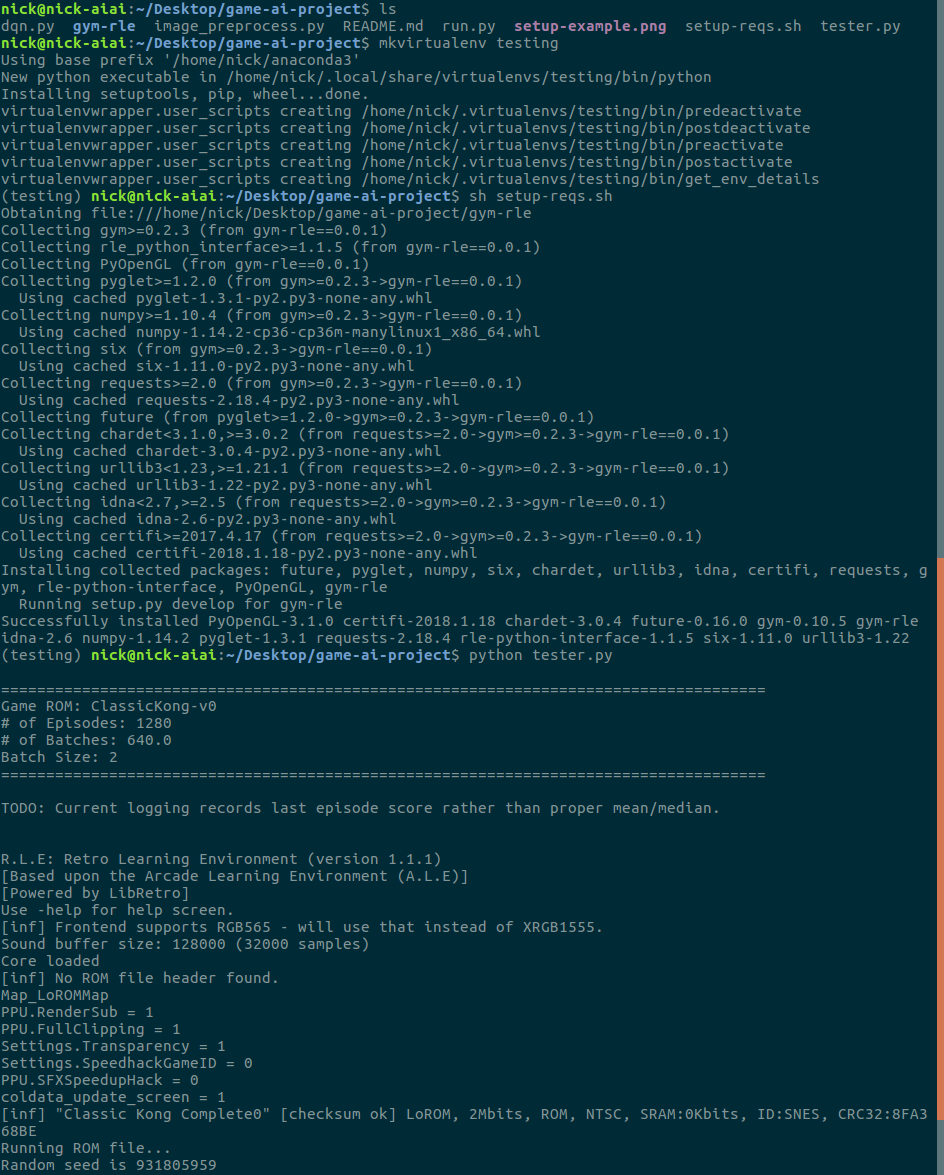 nick@nick-aiai:~/Desktop/game-ai-project$ ls
dqn.py  gym-rle  image_preprocess.py  README.md  run.py  setup-example.png  setup-reqs.sh  tester.py
nick@nick-aiai:~/Desktop/game-ai-project$ mkvirtualenv testing
Using base prefix '/home/nick/anaconda3'
New python executable in /home/nick/.local/share/virtualenvs/testing/bin/python
Installing setuptools, pip, wheel...done.
virtualenvwrapper.user_scripts creating /home/nick/.virtualenvs/testing/bin/predeactivate
virtualenvwrapper.user_scripts creating /home/nick/.virtualenvs/testing/bin/postdeactivate
virtualenvwrapper.user_scripts creating /home/nick/.virtualenvs/testing/bin/preactivate
virtualenvwrapper.user_scripts creating /home/nick/.virtualenvs/testing/bin/postactivate
virtualenvwrapper.user_scripts creating /home/nick/.virtualenvs/testing/bin/get_env_details
(testing) nick@nick-aiai:~/Desktop/game-ai-project$ sh setup-reqs.sh
Obtaining file:///home/nick/Desktop/game-ai-project/gym-rle
Collecting gym>=0.2.3 (from gym-rle==0.0.1)
Collecting rle_python_interface>=1.1.5 (from gym-rle==0.0.1)
Collecting PyOpenGL (from gym-rle==0.0.1)
Collecting pyglet>=1.2.0 (from gym>=0.2.3->gym-rle==0.0.1)
  Using cached pyglet-1.3.1-py2.py3-none-any.whl
Collecting numpy>=1.10.4 (from gym>=0.2.3->gym-rle==0.0.1)
  Using cached numpy-1.14.2-cp36-cp36m-manylinux1_x86_64.whl
Collecting six (from gym>=0.2.3->gym-rle==0.0.1)
  Using cached six-1.11.0-py2.py3-none-any.whl
Collecting requests>=2.0 (from gym>=0.2.3->gym-rle==0.0.1)
  Using cached requests-2.18.4-py2.py3-none-any.whl
Collecting future (from pyglet>=1.2.0->gym>=0.2.3->gym-rle==0.0.1)
Collecting chardet<3.1.0,>=3.0.2 (from requests>=2.0->gym>=0.2.3->gym-rle==0.0.1)
  Using cached chardet-3.0.4-py2.py3-none-any.whl
Collecting urllib3<1.23,>=1.21.1 (from requests>=2.0->gym>=0.2.3->gym-rle==0.0.1)
  Using cached urllib3-1.22-py2.py3-none-any.whl
Collecting idna<2.7,>=2.5 (from requests>=2.0->gym>=0.2.3->gym-rle==0.0.1)
  Using cached idna-2.6-py2.py3-none-any.whl
Collecting certifi>=2017.4.17 (from requests>=2.0->gym>=0.2.3->gym-rle==0.0.1)
  Using cached certifi-2018.1.18-py2.py3-none-any.whl
Installing collected packages: future, pyglet, numpy, six, chardet, urllib3, idna, certifi, requests, g
ym, rle-python-interface, PyOpenGL, gym-rle
  Running setup.py develop for gym-rle
Successfully installed PyOpenGL-3.1.0 certifi-2018.1.18 chardet-3.0.4 future-0.16.0 gym-0.10.5 gym-rle
idna-2.6 numpy-1.14.2 pyglet-1.3.1 requests-2.18.4 rle-python-interface-1.1.5 six-1.11.0 urllib3-1.22
(testing) nick@nick-aiai:~/Desktop/game-ai-project$ python tester.py
=====================================================================================
Game ROM: ClassicKong-v0
# of Episodes: 1280
# of Batches: 640.0
Batch Size: 2
=====================================================================================
TODO: Current logging records last episode score rather than proper mean/median.
R.L.E: Retro Learning Environment (version 1.1.1)
[Based upon the Arcade Learning Environment (A.L.E)]
[Powered by LibRetro]
Use -help for help screen.
[inf] Frontend supports RGB565 - will use that instead of XRGB1555.
Sound buffer size: 128000 (32000 samples)
Core loaded
[inf] No ROM file header found.
Map_LoROMMap
PPU.RenderSub = 1
PPU.FullClipping = 1
Settings.Transparency = 1
Settings.SpeedhackGameID = 0
PPU.SFXSpeedupHack = 0
coldata_update_screen = 1
[inf] "Classic Kong Complete0" [checksum ok] LoROM, 2Mbits, ROM, NTSC, SRAM:0Kbits, ID:SNES, CRC32:8FA3
68BE
Running ROM file...
Random seed is 931805959